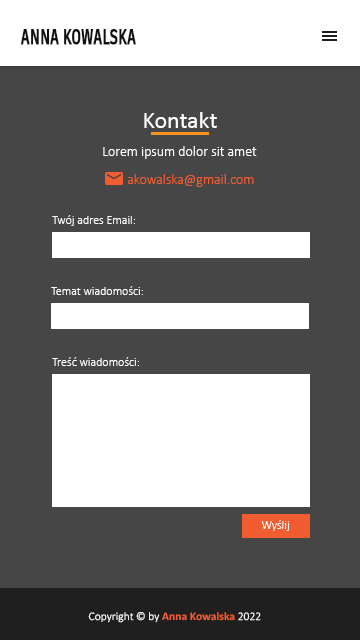 ANNA KOWALSKA
Kontakt
Lorem ipsum dolor sit amet
akowalska@gmail.com
Twój adres Email:
Temat wiadomości:
Treść wiadomości:
Wyślij
Copyright © by Anna Kowalska 2022